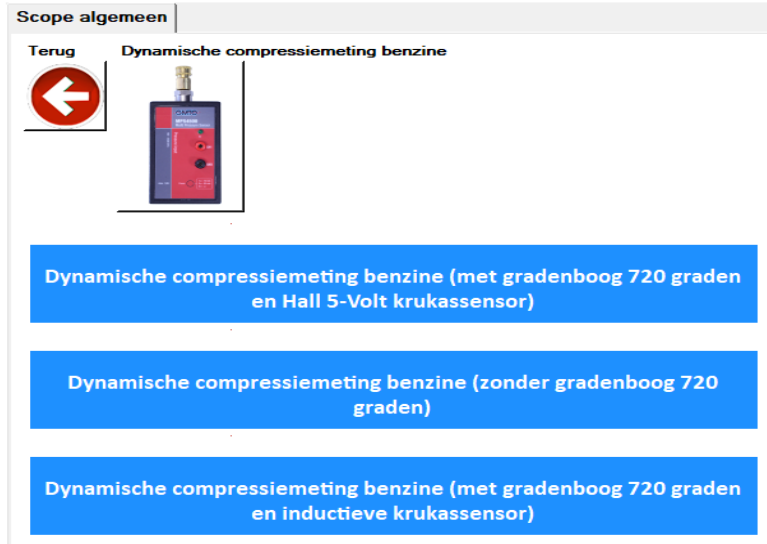 Scope algemeen
Terug
Dynamische compressiemeting benzine
Dynamische compressiemeting benzine (met gradenboog 720 graden
en Hall 5-Volt krukassensor)
Dynamische compressiemeting benzine (zonder gradenboog 720
graden)
Dynamische compressiemeting benzine (met gradenboog 720 graden
en inductieve krukassensor)